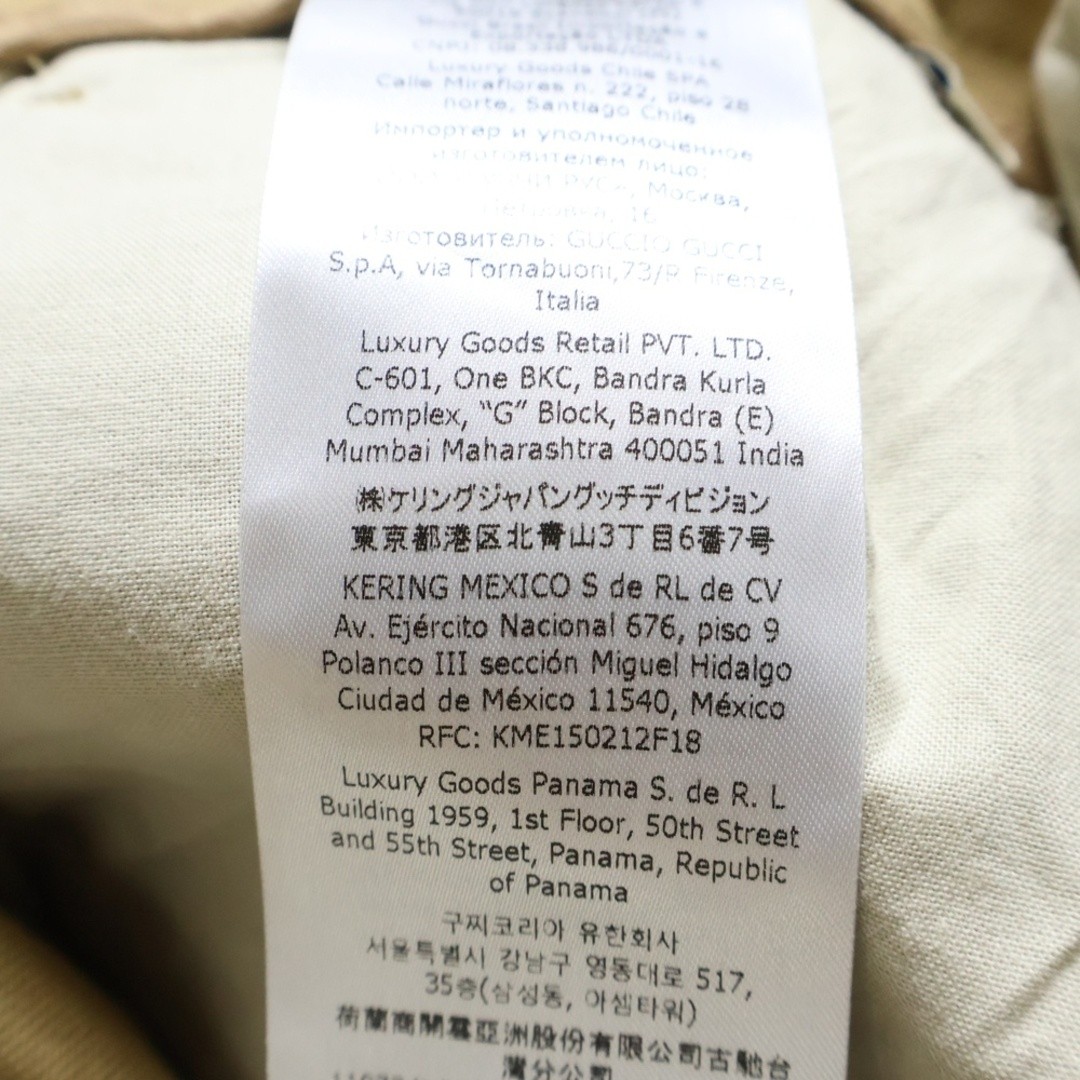 Luxury Goods Chile SPA
Calle Miraflores n. 222, piso 28
norte, Santiago Chile
Импортер и уполномоченное
изготовителем лицо:
Москва,
16
Изготовитель: GUCCIO GUCCI
S.p.A, via Tornabuoni,73/R Firenze,
Italia
Luxury Goods Retail PVT. LTD.
C-601, One BKC, Bandra Kurla
Complex, “G” Block, Bandra (E)
Mumbai Maharashtra 400051 India
㈱ケリングジャパングッチディビジョン
東京都港区北青山3丁目6番7号
KERING MEXICO S de RL de CV
Av. Ejército Nacional 676, piso 9
Polanco III sección Miguel Hidalgo
Ciudad de México 11540, México
RFC: KME150212F18
Luxury Goods Panama S. de R. L
Building 1959, 1st Floor, 50th Street
and 55th Street, Panama, Republic
of Panama
구찌코리아 유한회사
서울특별시 강남구 영동대로 517,
35층(삼성동, 아셈타워)
荷蘭商開雲亞洲股份有限公司古馳台
灣分公司